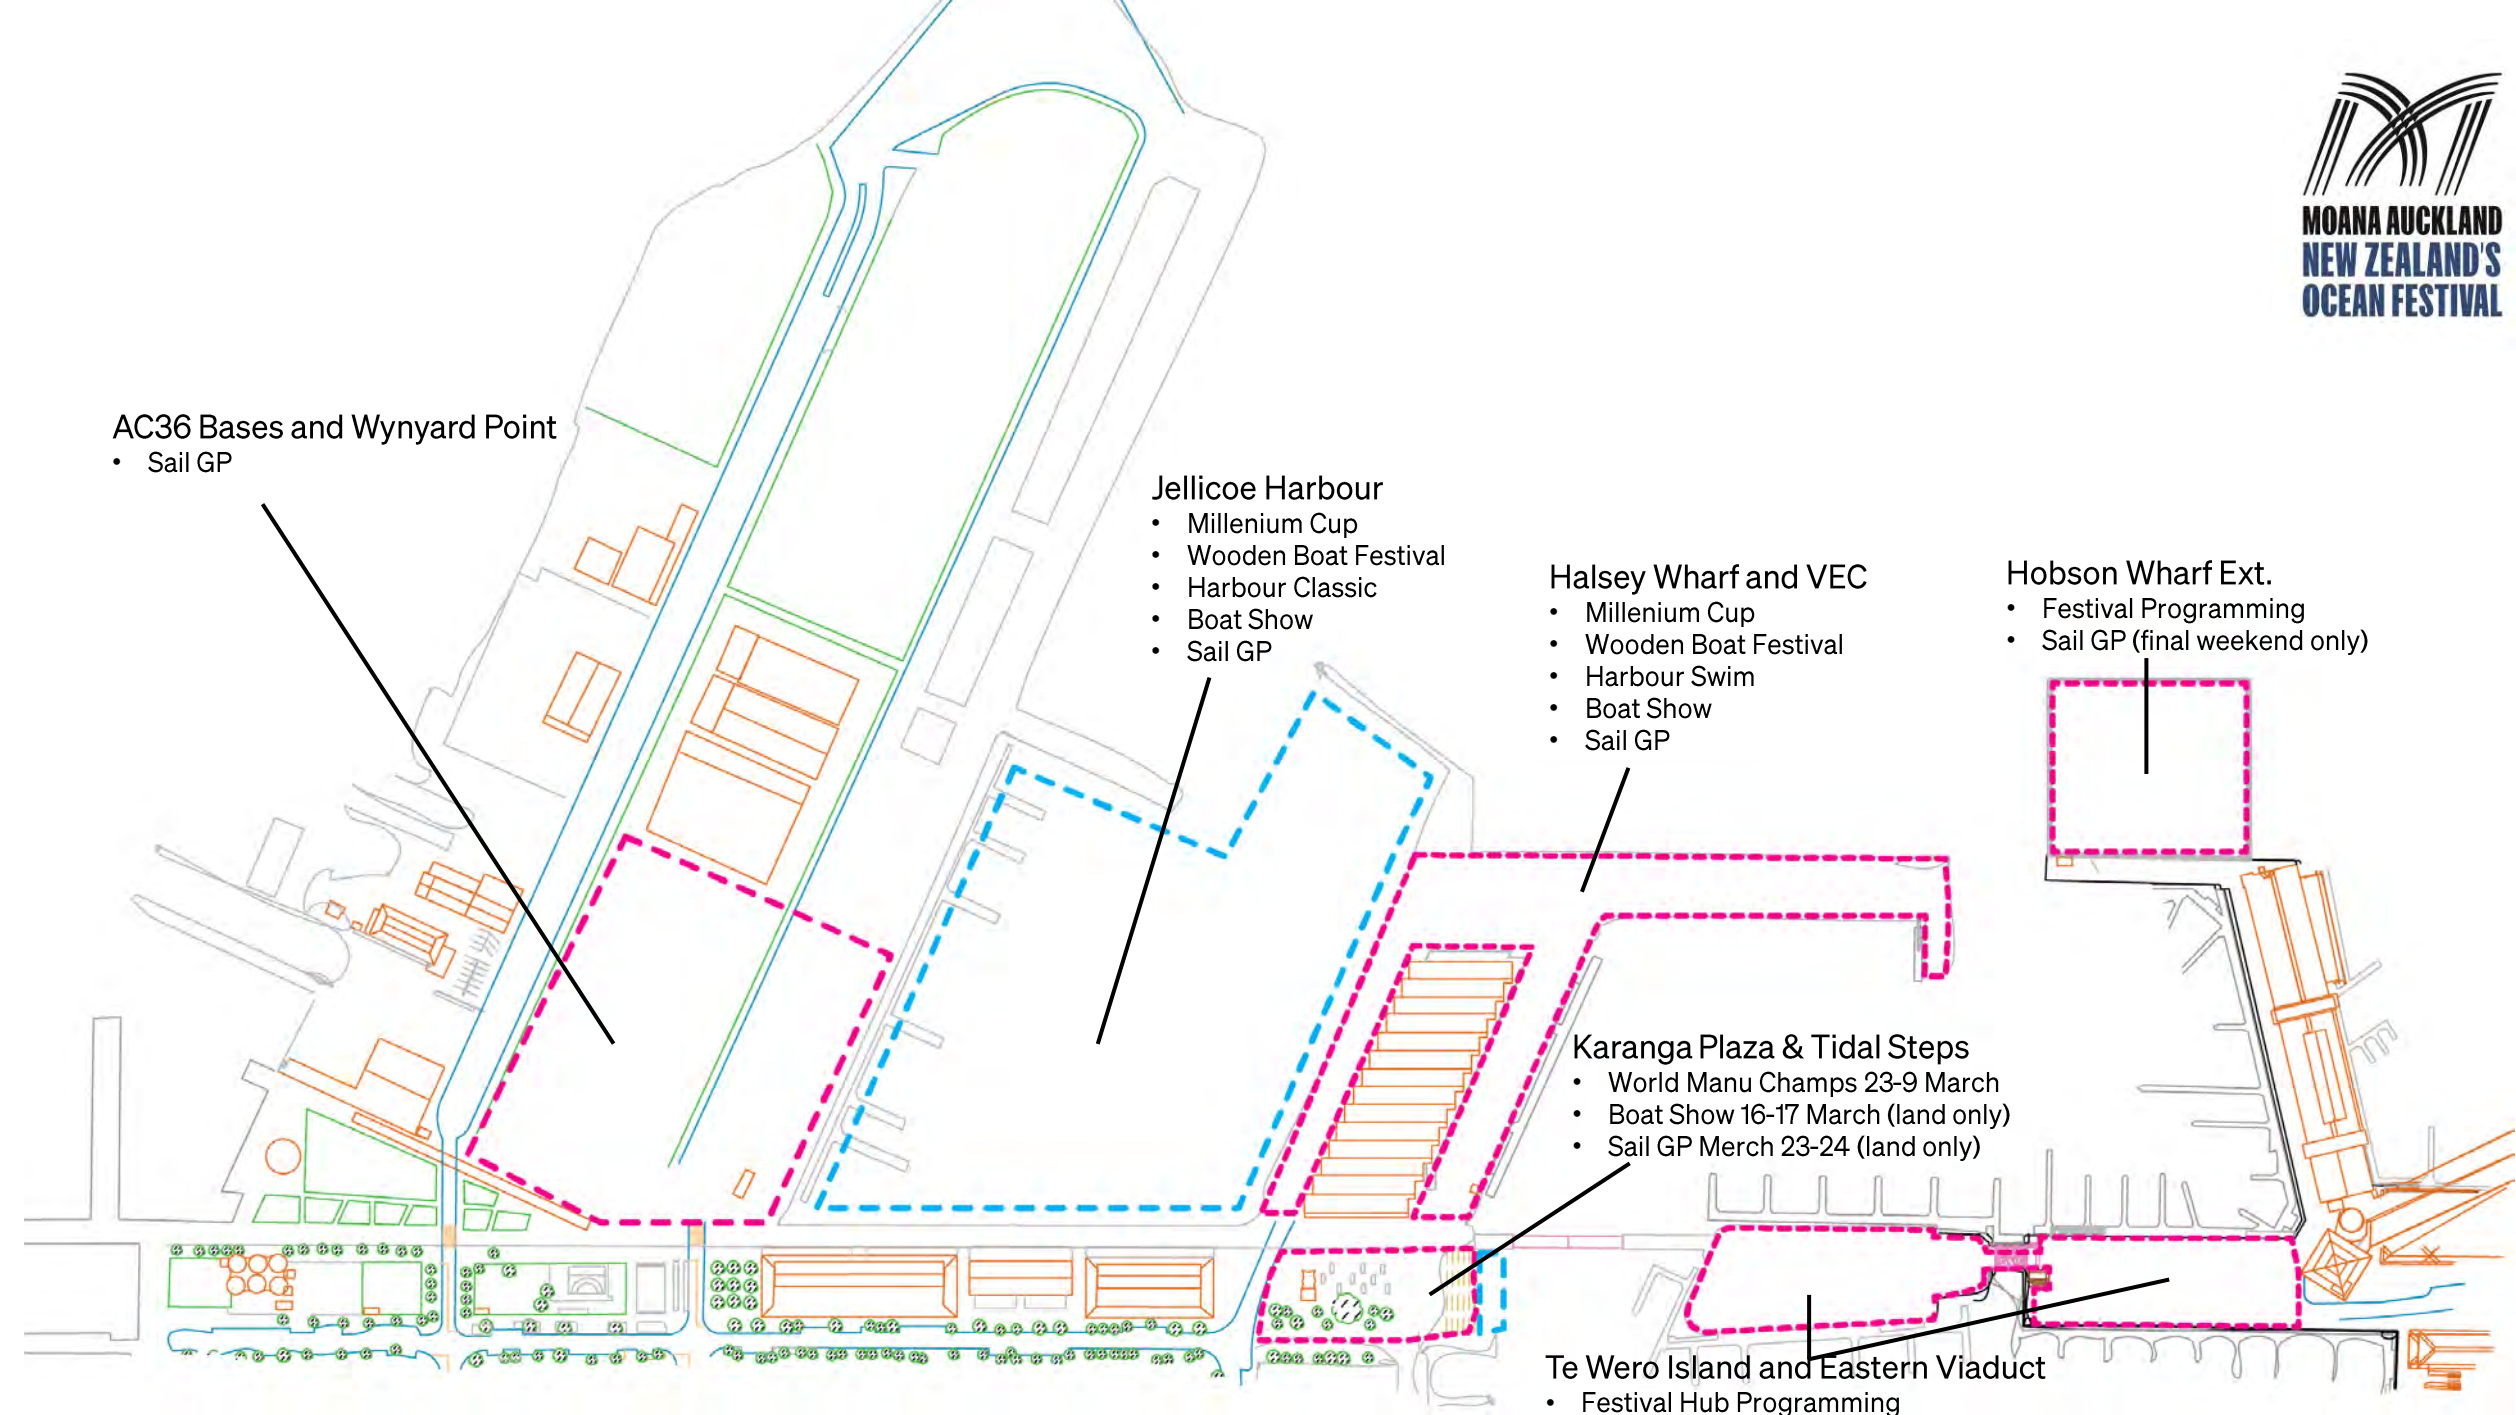 MOANA AUCKLAND
NEW ZEALAND'S
OCEAN FESTIVAL
AC36 Bases and Wynyard Point
• Sail GP
Jellicoe Harbour
• Millenium Cup
• Wooden Boat Festival
• Harbour Classic
• Boat Show
• Sail GP
Halsey Wharf and VEC
• Millenium Cup
• Wooden Boat Festival
• Harbour Swim
• Boat Show
• Sail GP
Hobson Wharf Ext.
• Festival Programming
• Sail GP (final weekend only)
Karanga Plaza & Tidal Steps
• World Manu Champs 23-9 March
• Boat Show 16-17 March (land only)
• Sail GP Merch 23-24 (land only)
Te Wero Island and Eastern Viaduct
• Festival Hub Programming